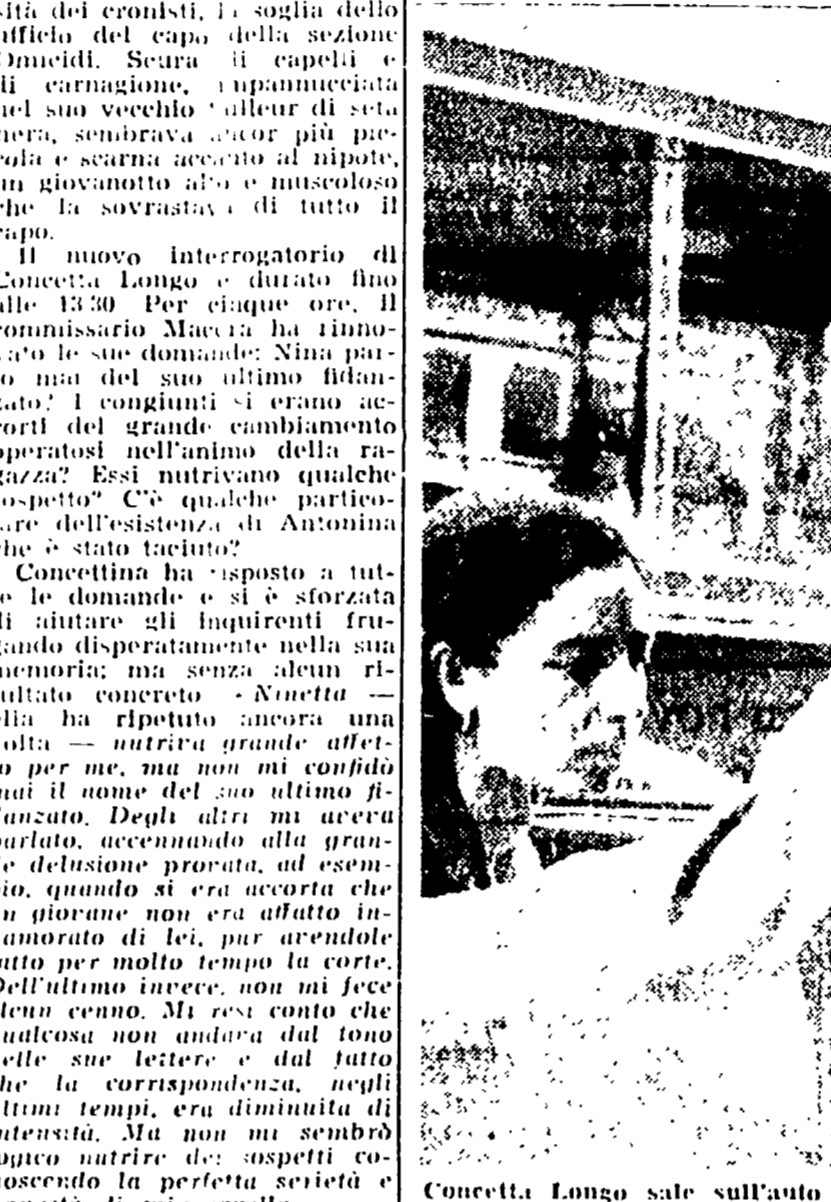 sità dei cronisti, la soglia dello
ufficio del capo della sezione
Omicidi. Scura di capelli e
di carnagione, inpannucciata
nel suo vecchio tailleur di seta
nera, sembrava ancor più pic-
cola e scarna accanto al nipote,
un giovanotto alto e muscoloso
che la sovrastava di tutto il
capo.
Il nuovo interrogatorio di
Concetta Longo è durato fino
alle 13.30 Per cinque ore, il
commissario Macera ha rinno-
vato le sue domande: Nina par-
lò mai del suo ultimo fidan-
zato? I congiunti si erano ac-
corti del grande cambiamento
operatosi nell'animo della ra-
gazza? Essi nutrivano qualche
sospetto? C'è qualche partico-
lare dell'esistenza di Antonina
che è stato taciuto?
Concettina ha risposto a tut-
te le domande e si è sforzata
di aiutare gli inquirenti fru-
gando disperatamente nella sua
memoria; ma senza alcun ri-
sultato concreto - Ninetta —
ella ha ripetuto ancora una
volta — nutriva grande affet-
to per me, ma non mi confidò
mai il nome del suo ultimo fi-
danzato. Degli altri mi aveva
parlato, accennando alla gran-
de delusione provata, ad esem-
pio, quando si era accorta che
un giovane non era affatto in-
namorato di lei, pur avendole
fatto per molto tempo la corte.
Dell'ultimo invece, non mi fece
alcun cenno. Mi resi conto che
qualcosa non andava dal tono
delle sue lettere e dal fatto
che la corrispondenza, negli
ultimi tempi, era diminuita di
intensità. Ma non mi sembrò
logico nutrire dei sospetti co-
noscendo la perfetta serietà e
Concetta Longo sale sull'auto